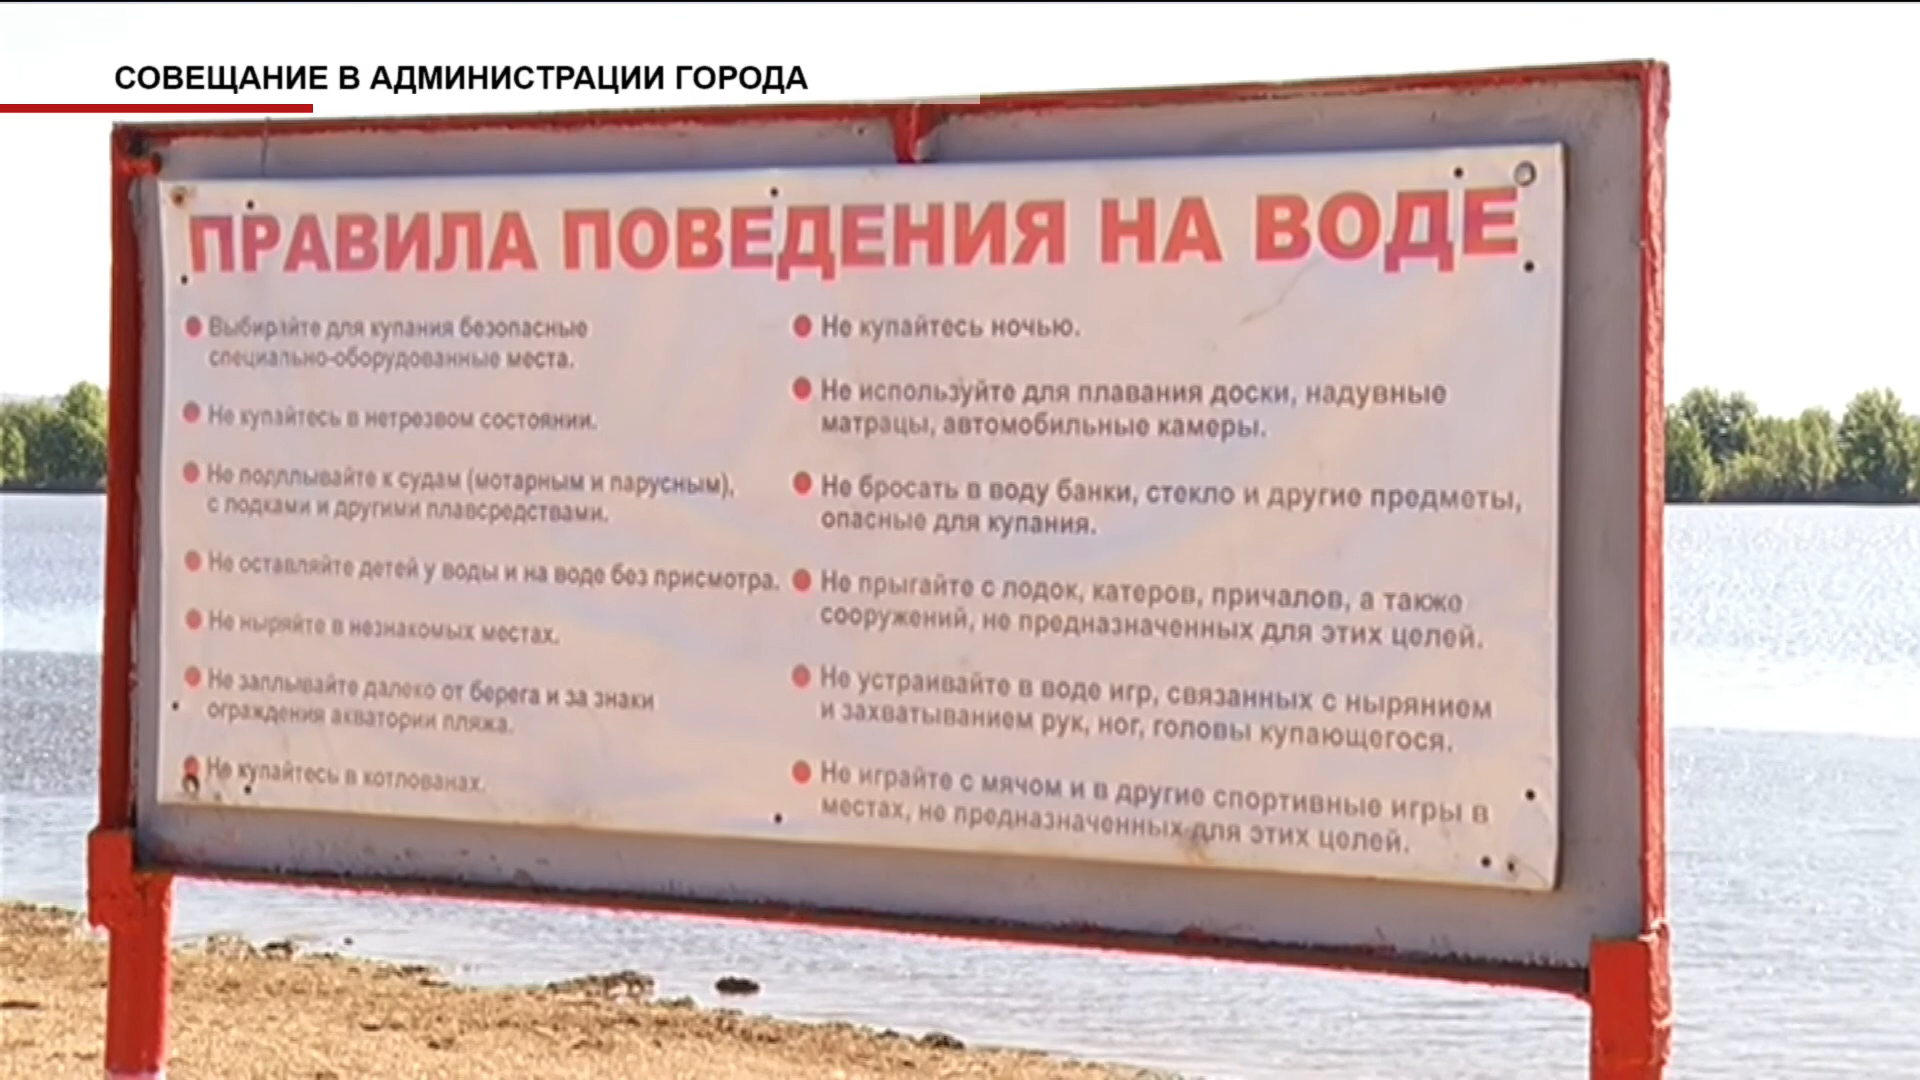 СОВЕЩАНИЕ В АДМИНИСТРАЦИИ ГОРОДА
ПРАВИЛА ПОВЕДЕНИЯ НА ВОДЕ
Выбирайте для купания безопасные
специально-оборудованные места.
Не купайтесь в нетрезвом состоянии.
Не подплывайте к судам (мотарным и парусным),
с лодками и другими плавсредствами.
Не оставляйте детей у воды и на воде без присмотра.
Не ныряйте в незнакомых местах.
Не заплывайте далеко от берега и за знаки
ограждения акватории пляжа.
Не купайтесь в котлованах.
Не купайтесь ночью.
Не используйте для плавания доски, надувные
матрацы, автомобильные камеры.
Не бросать в воду банки, стекло и другие предметы,
опасные для купания.
Не прыгайте с лодок, катеров, причалов, а также
сооружений, не предназначенных для этих целей.
Не устраивайте в воде игр, связанных с нырянием
и захватыванием рук, ног, головы купающегося.
Не играйте с мячом и в другие спортивные игры в
местах, не предназначенных для этих целей.